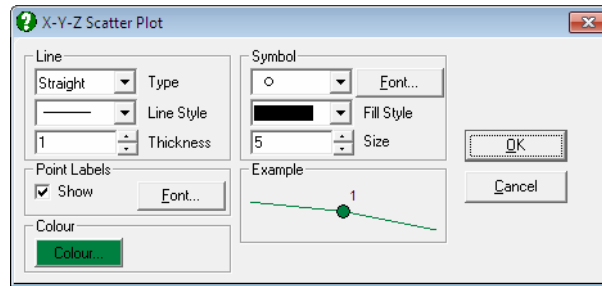 X-Y-Z Scatter Plot
Line
Straight Type
Line Style
1 Thickness
Point Labels
Show Font...
Colour
Colour...
Symbol
Font...
Fill Style
5 Size
Example
1
OK
Cancel